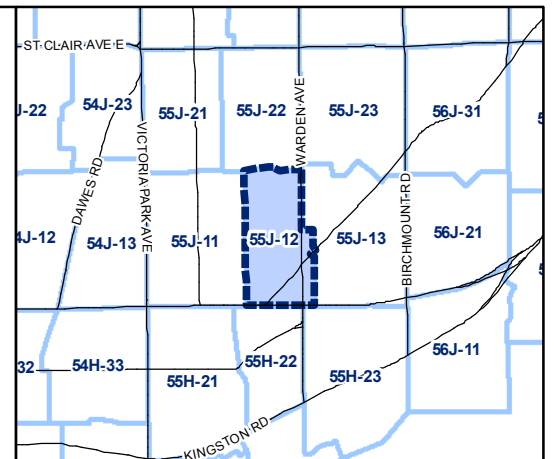 ST CLAIR AVE E
J-22
54J-23
55J-21
55J-22
55J-23
56J-31
5
DAWES RD
VICTORIA PARK AVE
WARDEN AVE
BIRCHMOUNT RD
4J-12
54J-13
55J-11
55J-12
55J-13
56J-21
5
32
54H-33
55H-21
55H-22
55H-23
56J-11
KINGSTON RD